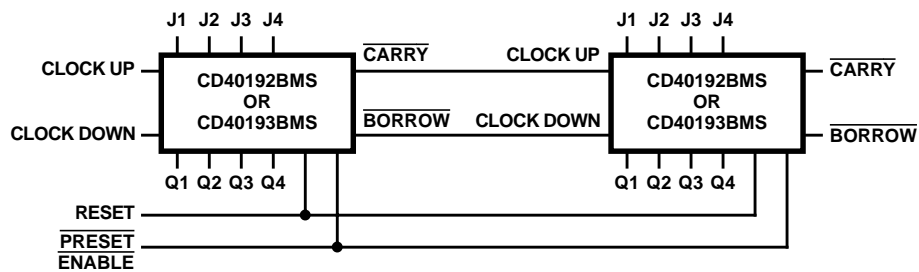 J1 J2 J3 J4 J1 J2 J3 J4
CLOCK UP CARRY CLOCK UP CARRY
CD40192BMS
OR
CD40193BMS
CD40192BMS
OR
CD40193BMS
CLOCK DOWN BORROW CLOCK DOWN BORROW
Q1 Q2 Q3 Q4 Q1 Q2 Q3 Q4
RESET
PRESET
ENABLE